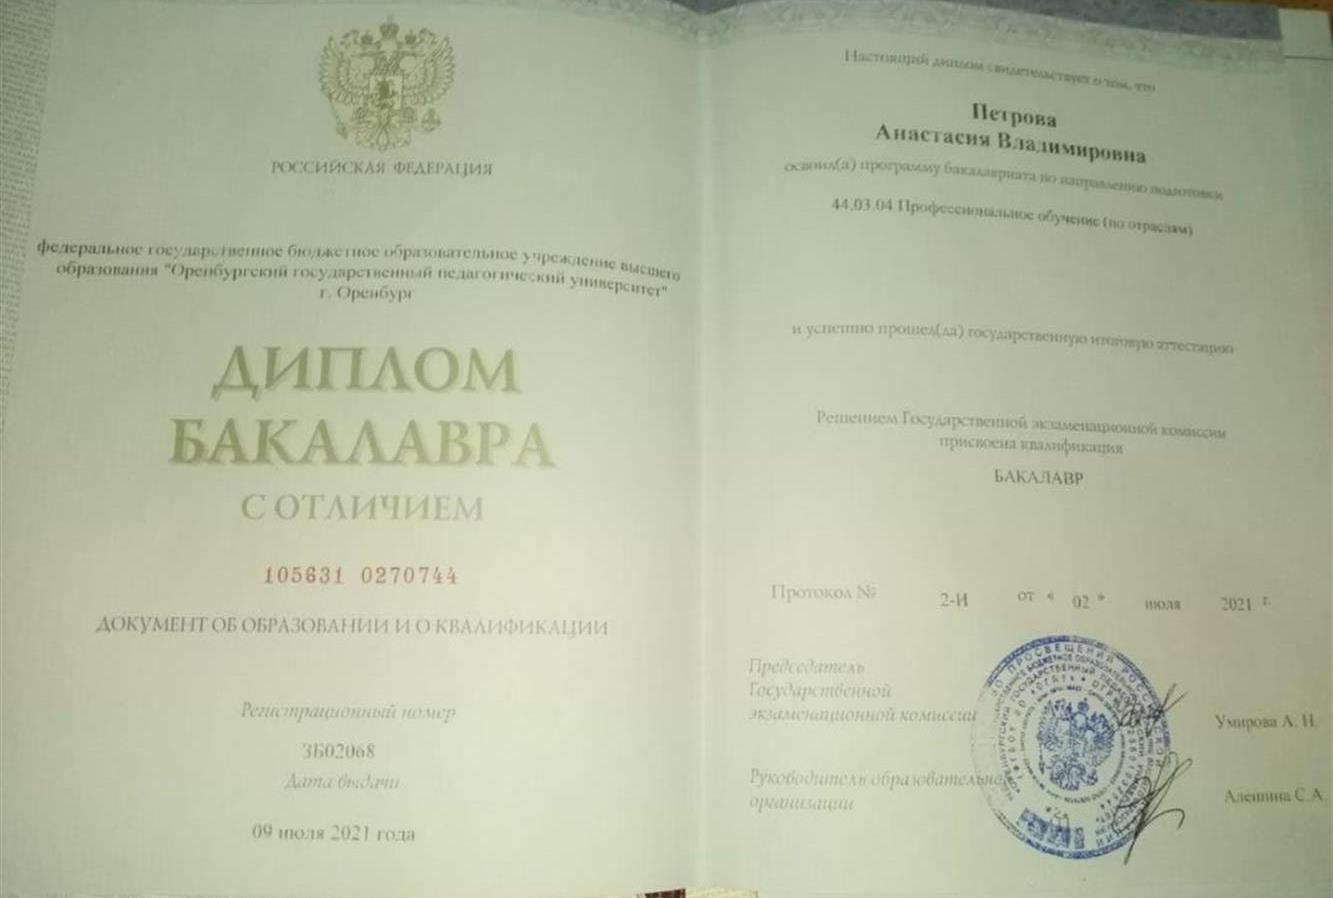 РОССИЙСКАЯ ФЕДЕРАЦИЯ
федеральное государственное бюджетное образовательное учреждение высшего
образования "Оренбургский государственный педагогический университет"
г. Оренбург
ДИПЛОМ
БАКАЛАВРА
С ОТЛИЧИЕМ
105631 0270744
ДОКУМЕНТ ОБ ОБРАЗОВАНИИ И О КВАЛИФИКАЦИИ
Регистрационный номер
ЗБ02068
Дата выдачи
09 июля 2021 года
Настоящий диплом свидетельствует о том, что
Петрова
Анастасия Владимировна
освоил(а) программу бакалавриата по направлению подготовки
44.03.04 Профессиональное обучение (по отраслям)
и успешно прошел(ла) государственную итоговую аттестацию
Решением Государственной экзаменационной комиссии
присвоена квалификация
БАКАЛАВР
Протокол № 2-И от « 02 » июля 2021 г.
Председатель
Государственной
экзаменационной комиссии
Умирова А. Н.
Руководитель образовательной
организации
Алешина С.А.